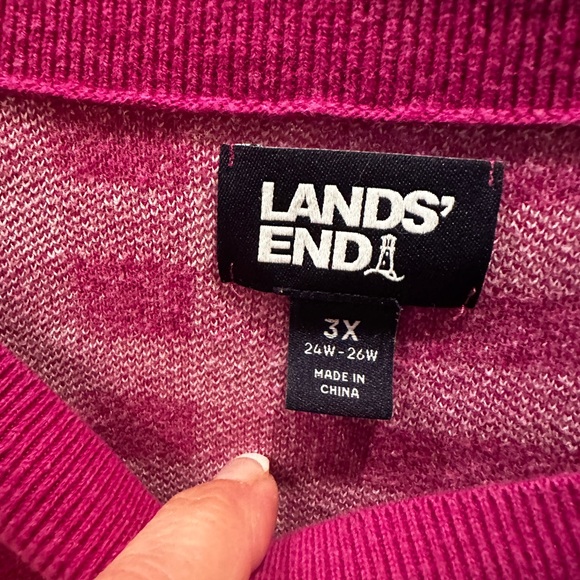 LANDS'
END
3X
24W-26W
MADE IN
CHINA